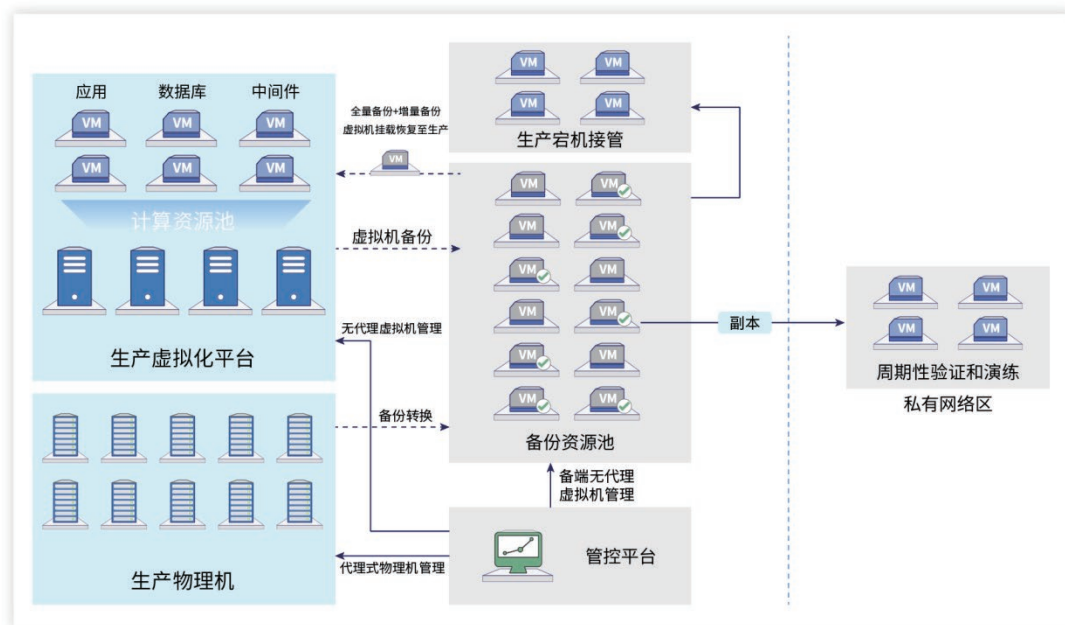 应用 数据库 中间件
VM VM VM
VM VM VM
计算资源池
生产虚拟化平台
生产物理机
全量备份+增量备份
虚拟机挂载恢复至生产
VM
虚拟机备份
无代理虚拟机管理
备份转换
代理式物理机管理
VM VM
VM VM
生产宕机接管
VM VM
VM VM
VM VM
VM VM
VM VM
VM VM
备份资源池
备端无代理
虚拟机管理
管控平台
副本
VM VM
VM VM
周期性验证和演练
私有网络区